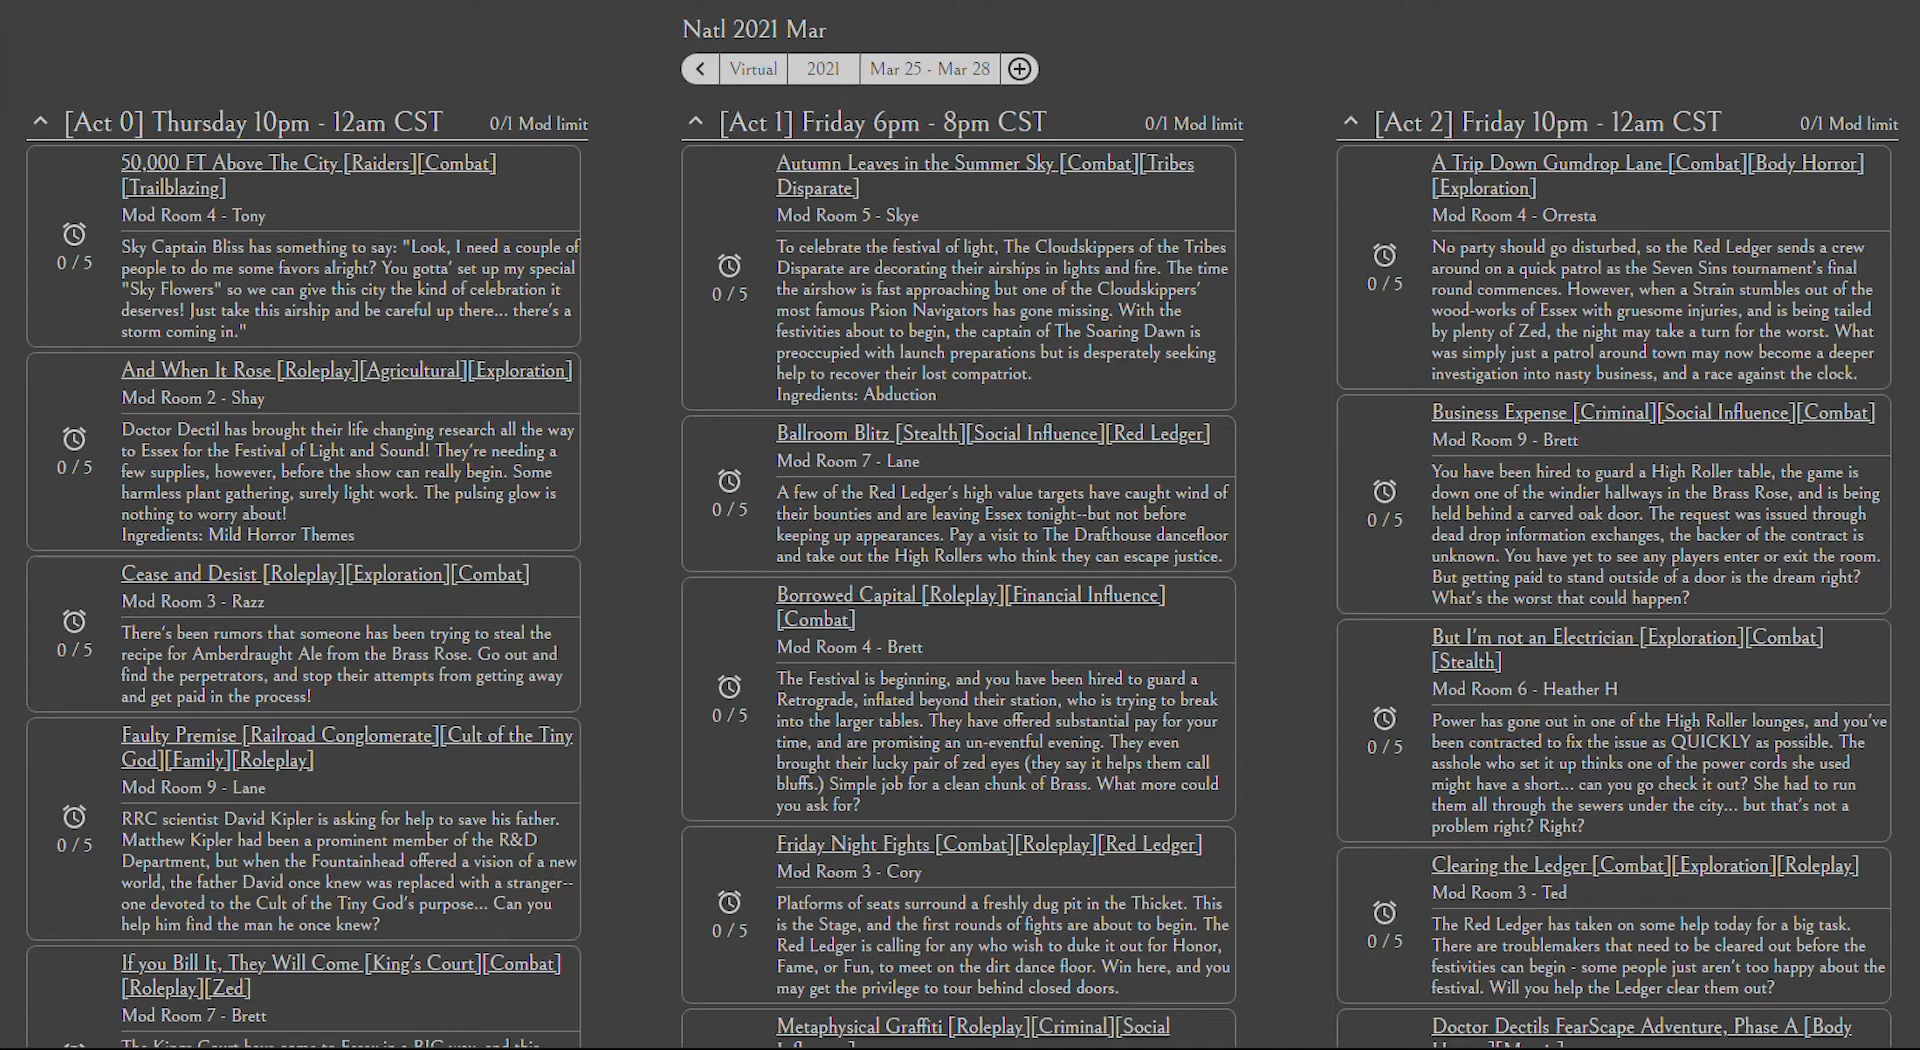 Natl 2021 Mar
Virtual 2021 Mar 25 - Mar 28
[Act 0] Thursday 10pm - 12am CST 0/1 Mod limit
50,000 FT Above The City [Raiders][Combat]
[Trailblazing]
Mod Room 4 - Tony
0 / 5
Sky Captain Bliss has something to say: "Look, I need a couple of
people to do me some favors alright? You gotta' set up my special
"Sky Flowers" so we can give this city the kind of celebration it
deserves! Just take this airship and be careful up there... there's a
storm coming in."
And When It Rose [Roleplay][Agricultural][Exploration]
Mod Room 2 - Shay
0 / 5
Doctor Dectil has brought their life changing research all the way
to Essex for the Festival of Light and Sound! They're needing a
few supplies, however, before the show can really begin. Some
harmless plant gathering, surely light work. The pulsing glow is
nothing to worry about!
Ingredients: Mild Horror Themes
Cease and Desist [Roleplay][Exploration][Combat]
Mod Room 3 - Razz
0 / 5
There's been rumors that someone has been trying to steal the
recipe for Amberdraught Ale from the Brass Rose. Go out and
find the perpetrators, and stop their attempts from getting away
and get paid in the process!
Faulty Premise [Railroad Conglomerate][Cult of the Tiny
God][Family][Roleplay]
Mod Room 9 - Lane
0 / 5
RRC scientist David Kipler is asking for help to save his father.
Matthew Kipler had been a prominent member of the R&D
Department, but when the Fountainhead offered a vision of a new
world, the father David once knew was replaced with a stranger--
one devoted to the Cult of the Tiny God's purpose... Can you
help him find the man he once knew?
If you Bill It, They Will Come [King's Court][Combat]
[Roleplay][Zed]
Mod Room 7 - Brett
[Act 1] Friday 6pm - 8pm CST 0/1 Mod limit
Autumn Leaves in the Summer Sky [Combat][Tribes
Disparate]
Mod Room 5 - Skye
0 / 5
To celebrate the festival of light, The Cloudskippers of the Tribes
Disparate are decorating their airships in lights and fire. The time
the airshow is fast approaching but one of the Cloudskippers'
most famous Psion Navigators has gone missing. With the
festivities about to begin, the captain of The Soaring Dawn is
preoccupied with launch preparations but is desperately seeking
help to recover their lost compatriot.
Ingredients: Abduction
Ballroom Blitz [Stealth][Social Influence][Red Ledger]
Mod Room 7 - Lane
0 / 5
A few of the Red Ledger's high value targets have caught wind of
their bounties and are leaving Essex tonight--but not before
keeping up appearances. Pay a visit to The Drafthouse dancefloor
and take out the High Rollers who think they can escape justice.
Borrowed Capital [Roleplay][Financial Influence]
[Combat]
Mod Room 4 - Brett
0 / 5
The Festival is beginning, and you have been hired to guard a
Retrograde, inflated beyond their station, who is trying to break
into the larger tables. They have offered substantial pay for your
time, and are promising an un-eventful evening. They even
brought their lucky pair of zed eyes (they say it helps them call
bluffs.) Simple job for a clean chunk of Brass. What more could
you ask for?
Friday Night Fights [Combat][Roleplay][Red Ledger]
Mod Room 3 - Cory
0 / 5
Platforms of seats surround a freshly dug pit in the Thicket. This
is the Stage, and the first rounds of fights are about to begin. The
Red Ledger is calling for any who wish to duke it out for Honor,
Fame, or Fun, to meet on the dirt dance floor. Win here, and you
may get the privilege to tour behind closed doors.
Metaphysical Graffiti [Roleplay][Criminal][Social
[Act 2] Friday 10pm - 12am CST 0/1 Mod limit
A Trip Down Gumdrop Lane [Combat][Body Horror]
[Exploration]
Mod Room 4 - Orresta
0 / 5
No party should go disturbed, so the Red Ledger sends a crew
around on a quick patrol as the Seven Sins tournament's final
round commences. However, when a Strain stumbles out of the
wood-works of Essex with gruesome injuries, and is being tailed
by plenty of Zed, the night may take a turn for the worst. What
was simply just a patrol around town may now become a deeper
investigation into nasty business, and a race against the clock.
Business Expense [Criminal][Social Influence][Combat]
Mod Room 9 - Brett
0 / 5
You have been hired to guard a High Roller table, the game is
down one of the windier hallways in the Brass Rose, and is being
held behind a carved oak door. The request was issued through
dead drop information exchanges, the backer of the contract is
unknown. You have yet to see any players enter or exit the room.
But getting paid to stand outside of a door is the dream right?
What's the worst that could happen?
But I'm not an Electrician [Exploration][Combat]
[Stealth]
Mod Room 6 - Heather H
0 / 5
Power has gone out in one of the High Roller lounges, and you've
been contracted to fix the issue as QUICKLY as possible. The
asshole who set it up thinks one of the power cords she used
might have a short... can you go check it out? She had to run
them all through the sewers under the city... but that's not a
problem right? Right?
Clearing the Ledger [Combat][Exploration][Roleplay]
Mod Room 3 - Ted
0 / 5
The Red Ledger has taken on some help today for a big task.
There are troublemakers that need to be cleared out before the
festivities can begin - some people just aren't too happy about the
festival. Will you help the Ledger clear them out?
Doctor Dectils FearScape Adventure, Phase A [Body